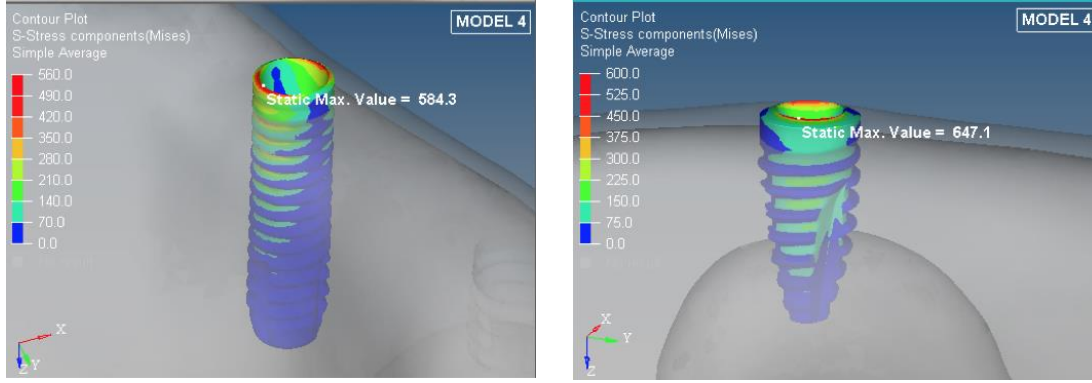 Contour Plot
S-Stress components(Mises)
Simple Average
MODEL 4
560.0
490.0
420.0
350.0
280.0
210.0
140.0
70.0
0.0
Static Max. Value = 584.3
X
Y
Z
Contour Plot
S-Stress components(Mises)
Simple Average
MODEL 4
600.0
525.0
450.0
375.0
300.0
225.0
150.0
75.0
0.0
Static Max. Value = 647.1
X
Y
Z